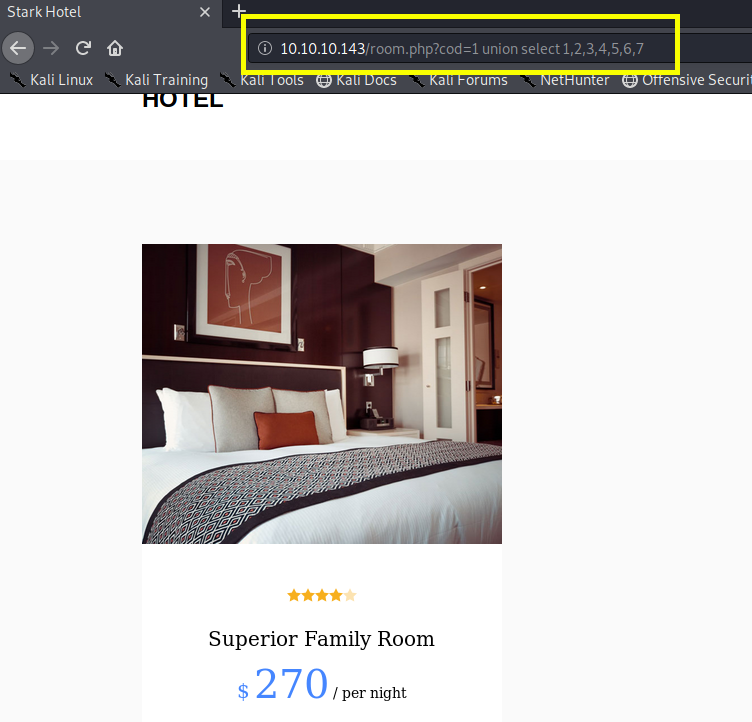 Stark Hotel
10.10.10.143/room.php?cod=1 union select 1,2,3,4,5,6,7
Kali Linux Kali Training Kali Tools Kali Docs Kali Forums NetHunter Offensive Securi
HOTEL
Superior Family Room
$ 270 / per night